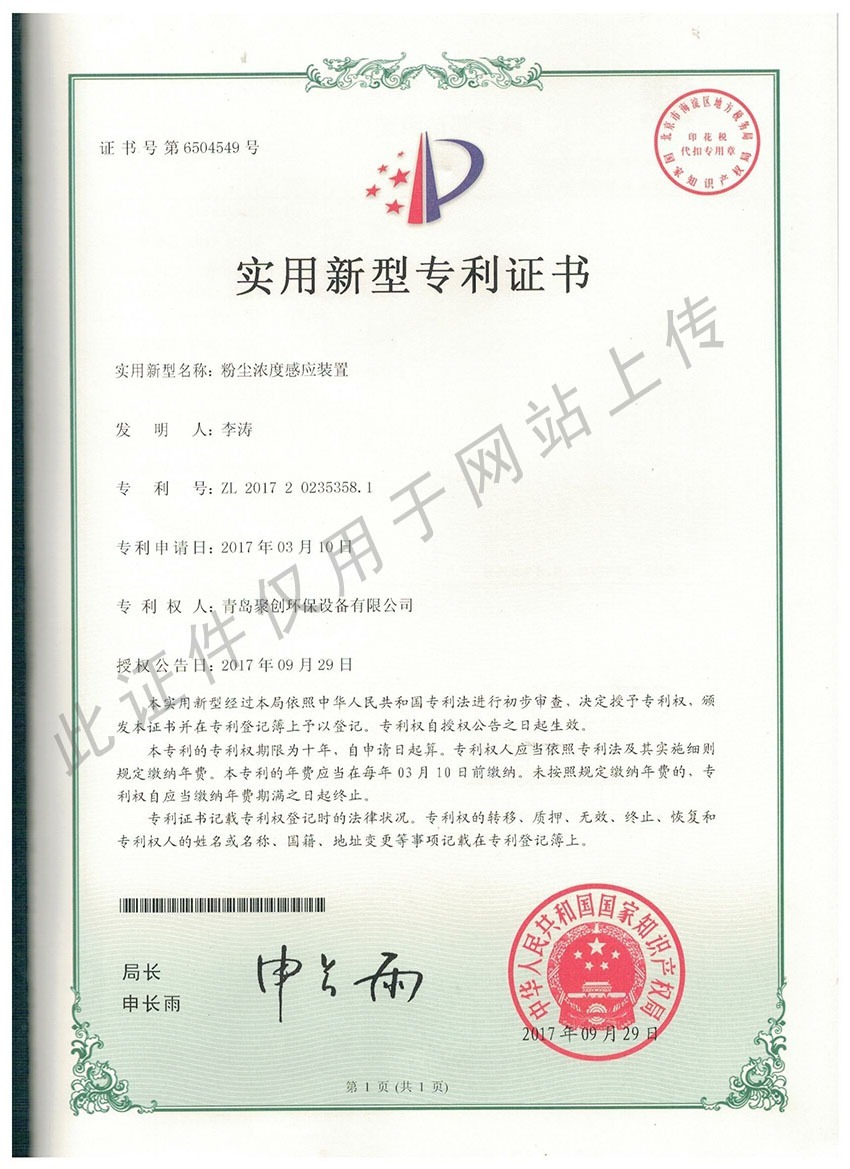 证书号第6504549号
北京市海淀区地方税务局
印花税
代扣专用章
国家知识产权局
实用新型专利证书
实用新型名称：粉尘浓度感应装置
发明人：李涛
专利号：ZL 2017 2 0235358.1
专利申请日：2017年03月10日
专利权人：青岛聚创环保设备有限公司
授权公告日：2017年09月29日
本实用新型经过本局依照中华人民共和国专利法进行初步审查，决定授予专利权，颁
发本证书并在专利登记簿上予以登记。专利权自授权公告之日起生效。
本专利的专利权期限为十年，自申请日起算。专利权人应当依照专利法及其实施细则
规定缴纳年费。本专利的年费应当在每年03月10日前缴纳。未按照规定缴纳年费的，专
利权自应当缴纳年费期满之日起终止。
专利证书记载专利权登记时的法律状况。专利权的转移、质押、无效、终止、恢复和
专利权人的姓名或名称、国籍、地址变更等事项记载在专利登记簿上。
此证件仅用于网站上传
局长
申长雨
申长雨
中华人民共和国国家知识产权局
2017年09月29日
第1页(共1页)